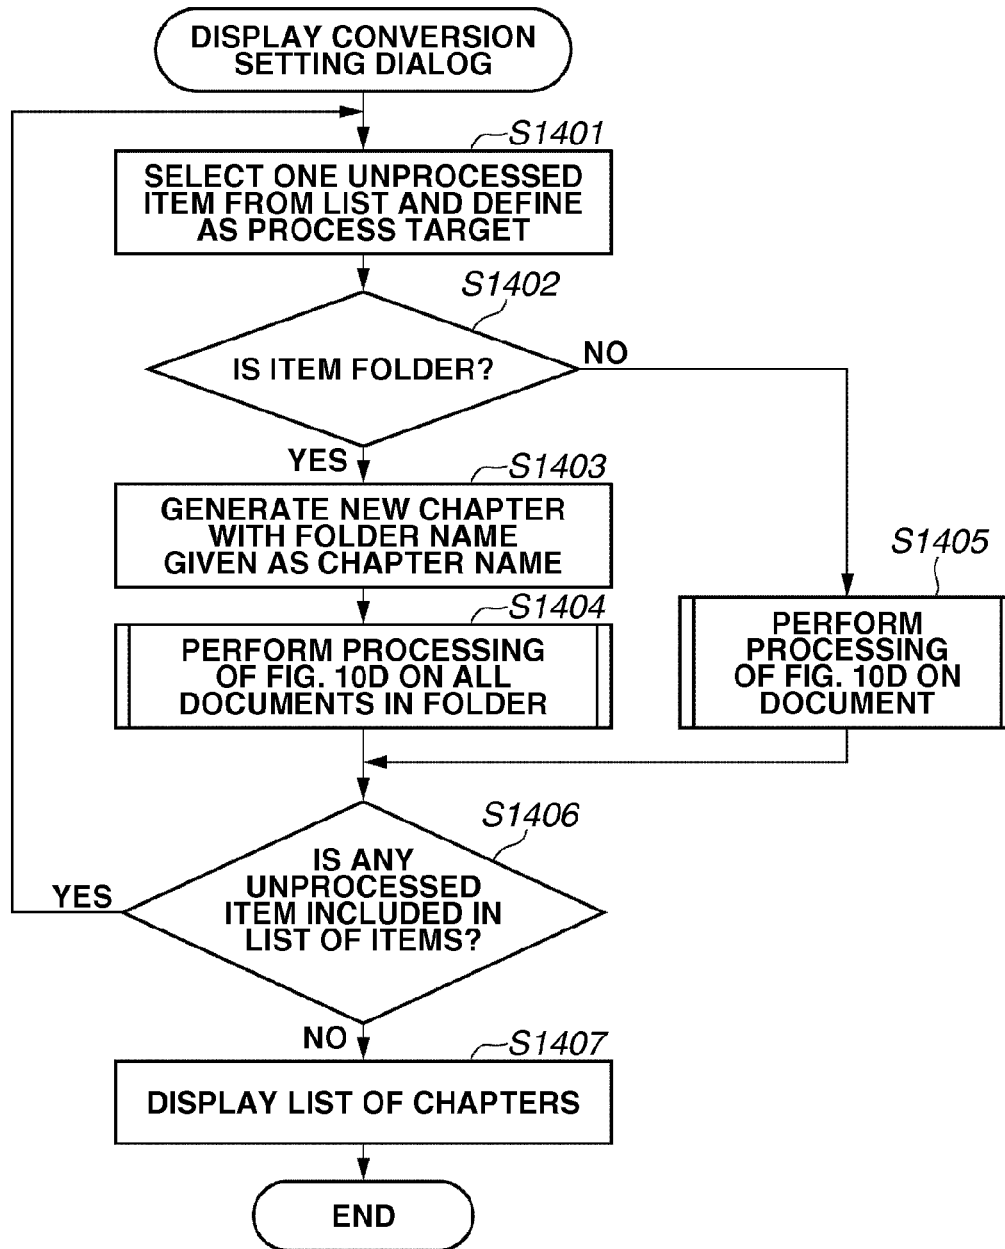 DISPLAY CONVERSION
SETTING DIALOG
S1401
SELECT ONE UNPROCESSED
ITEM FROM LIST AND DEFINE
AS PROCESS TARGET
S1402
IS ITEM FOLDER?
NO
YES
S1403
GENERATE NEW CHAPTER
WITH FOLDER NAME
GIVEN AS CHAPTER NAME
S1404
PERFORM PROCESSING
OF FIG. 10D ON ALL
DOCUMENTS IN FOLDER
S1405
PERFORM
PROCESSING
OF FIG. 10D ON
DOCUMENT
S1406
IS ANY
UNPROCESSED
ITEM INCLUDED IN
LIST OF ITEMS?
YES
NO
S1407
DISPLAY LIST OF CHAPTERS
END